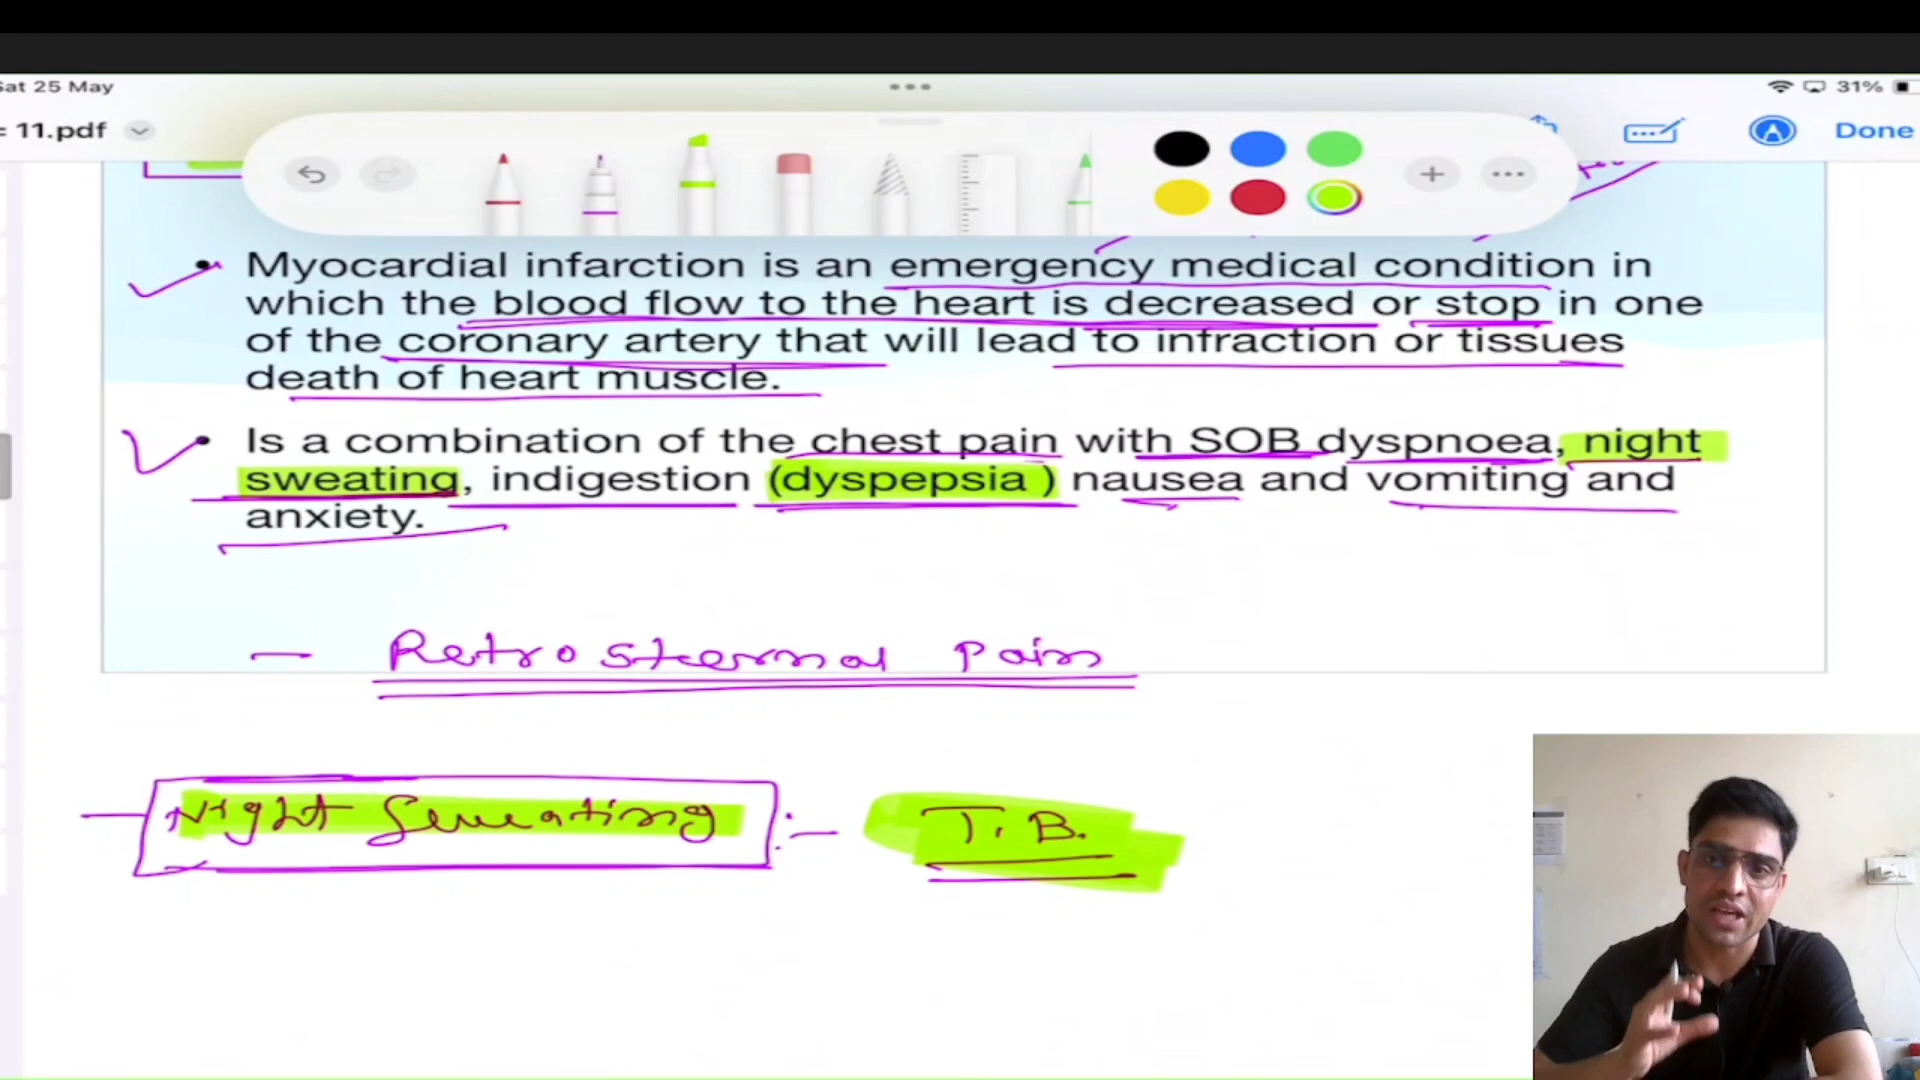 Sat 25 May
31%
= 11.pdf
Done
• Myocardial infarction is an emergency medical condition in
which the blood flow to the heart is decreased or stop in one
of the coronary artery that will lead to infraction or tissues
death of heart muscle.
• Is a combination of the chest pain with SOB dyspnoea, night
sweating, indigestion (dyspepsia ) nausea and vomiting and
anxiety.
- Retrosternal Pain
- Night Sweating :- T.B.